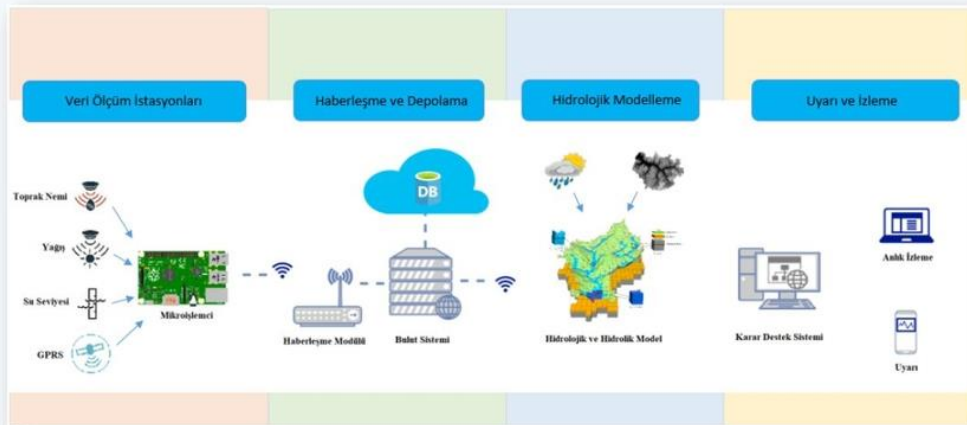 Veri Ölçüm İstasyonları
Haberleşme ve Depolama
Hidrolojik Modelleme
Uyarı ve İzleme
Toprak Nemi
Yağış
Su Seviyesi
GPRS
Mikroişlemci
DB
Haberleşme Modülü
Bulut Sistemi
Hidrolojik ve Hidrolik Model
Karar Destek Sistemi
Anlık İzleme
Uyarı